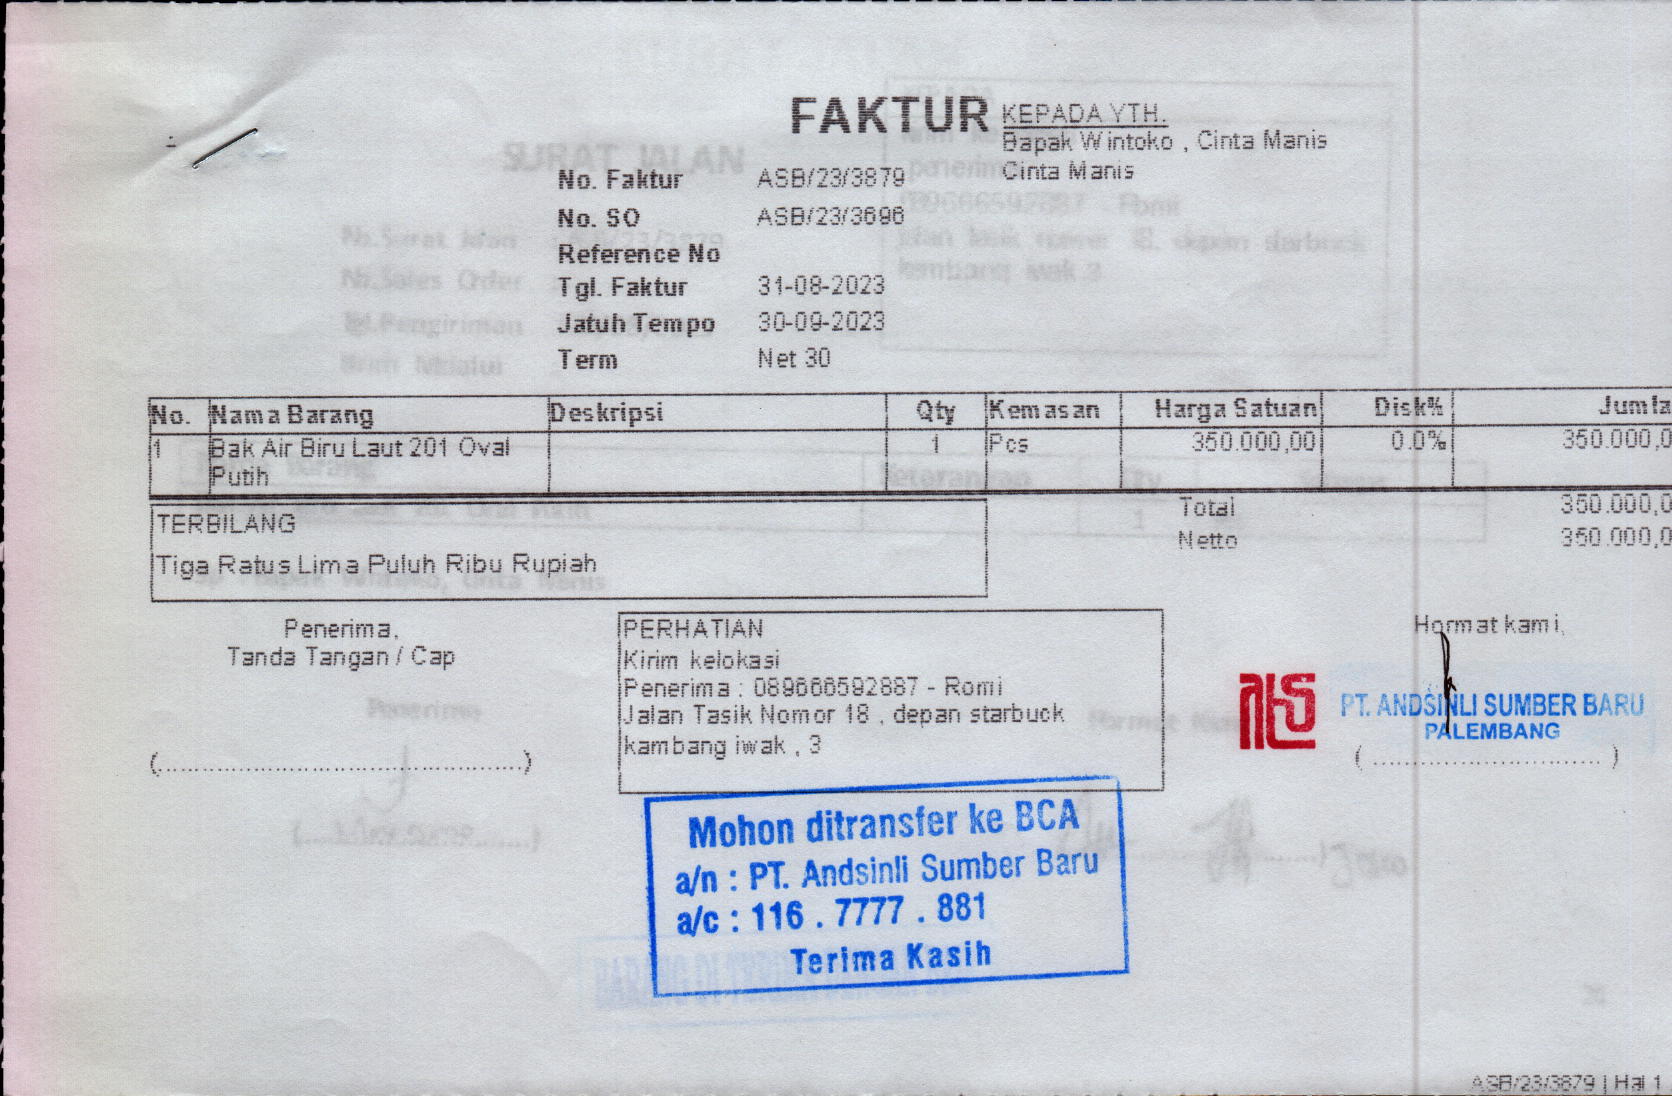 FAKTUR
KEPADA YTH.
Bapak Wintoko , Cinta Manis
Cinta Manis
No. Faktur ASB/23/3879
No. SO ASB/23/3696
Reference No
Tgl. Faktur 31-08-2023
Jatuh Tempo 30-09-2023
Term Net 30
No. Nama Barang Deskripsi Qty Kemasan Harga Satuan Disk% Jumla
1 Bak Air Biru Laut 201 Oval 1 Pcs 350.000,00 0.0% 350.000,0
Putih
Total 350.000,0
Netto 350.000,0
TERBILANG
Tiga Ratus Lima Puluh Ribu Rupiah
Penerima,
Tanda Tangan / Cap
(................................................)
PERHATIAN
Kirim kelokasi
Penerima : 089666592887 - Romi
Jalan Tasik Nomor 18 , depan starbuck
kambang iwak , 3
Hormat kami,
PT. ANDSINLI SUMBER BARU
PALEMBANG
( .............................. )
Mohon ditransfer ke BCA
a/n : PT. Andsinli Sumber Baru
a/c : 116 . 7777 . 881
Terima Kasih
SURAT JALAN
ASB/23/3879 | Hal 1